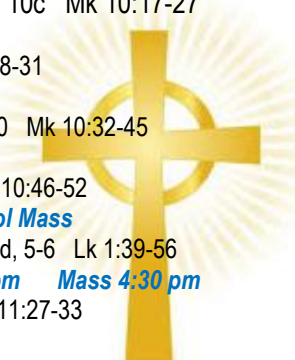 10c Mk 10:17-27
8-31
0 Mk 10:32-45
10:46-52
ol Mass
d, 5-6 Lk 1:39-56
om Mass 4:30 pm
11:27-33